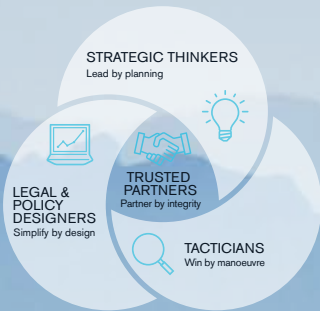 STRATEGIC THINKERS
Lead by planning
TRUSTED
PARTNERS
Partner by integrity
LEGAL &
POLICY
DESIGNERS
Simplify by design
TACTICIANS
Win by manoeuvre